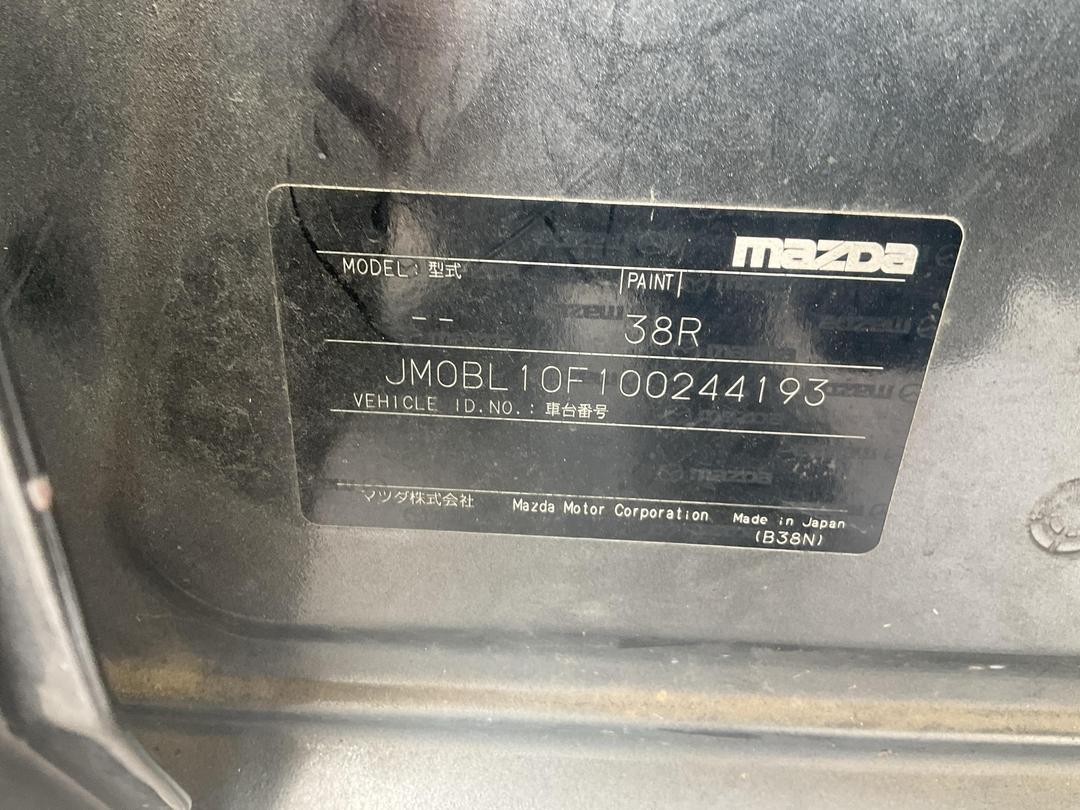 mazda
MODEL: 型式 PAINT
-- 38R
JM0BL10F100244193
VEHICLE ID.NO.: 車台番号
マツダ株式会社 Mazda Motor Corporation Made in Japan
(B38N)